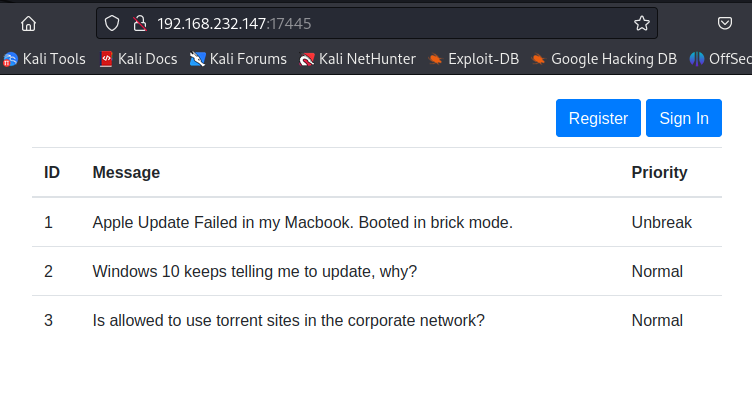 192.168.232.147:17445
Kali Tools Kali Docs Kali Forums Kali NetHunter Exploit-DB Google Hacking DB OffSec
Register Sign In
ID Message Priority
1 Apple Update Failed in my Macbook. Booted in brick mode. Unbreak
2 Windows 10 keeps telling me to update, why? Normal
3 Is allowed to use torrent sites in the corporate network? Normal